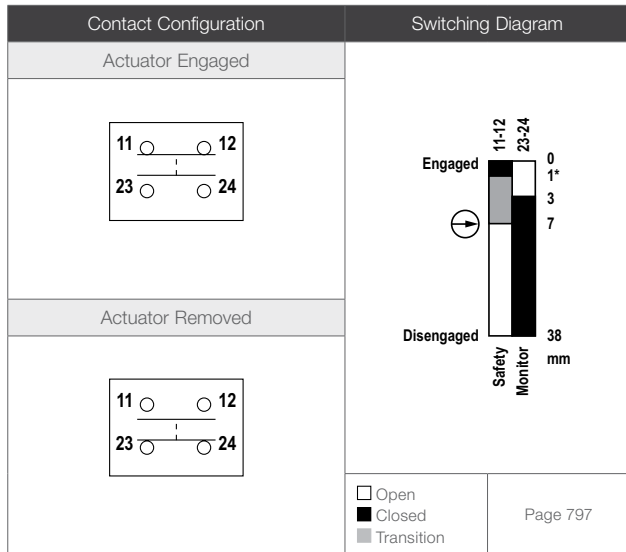 Contact Configuration
Switching Diagram
Actuator Engaged
11 12
23 24
Actuator Removed
11 12
23 24
11-12
23-24
Engaged
0
1*
3
7
Disengaged
38
mm
Safety
Monitor
Open
Closed
Transition
Page 797